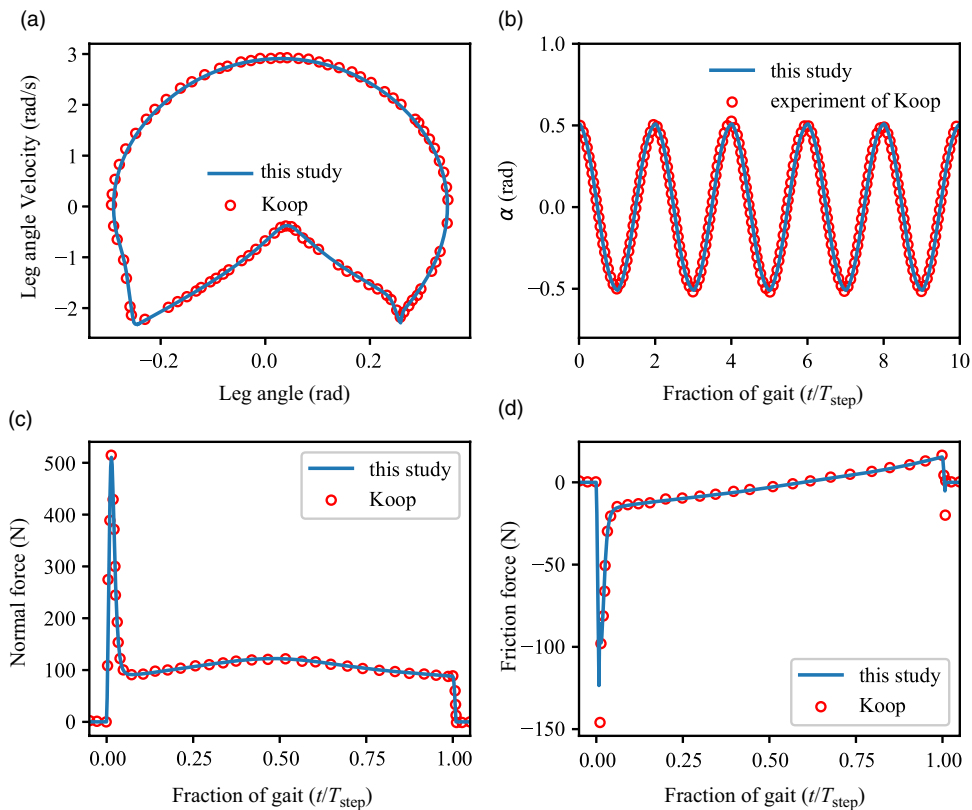 (a)
Leg angle Velocity (rad/s)
3
2
1
0
−1
−2
−0.2
0.0
0.2
Leg angle (rad)
this study
Koop
(b)
α (rad)
1.0
0.5
0.0
−0.5
0
2
4
6
8
10
Fraction of gait (t/Tstep)
this study
experiment of Koop
(c)
Normal force (N)
500
400
300
200
100
0
0.00
0.25
0.50
0.75
1.00
Fraction of gait (t/Tstep)
this study
Koop
(d)
Friction force (N)
0
−50
−100
−150
0.00
0.25
0.50
0.75
1.00
Fraction of gait (t/Tstep)
this study
Koop